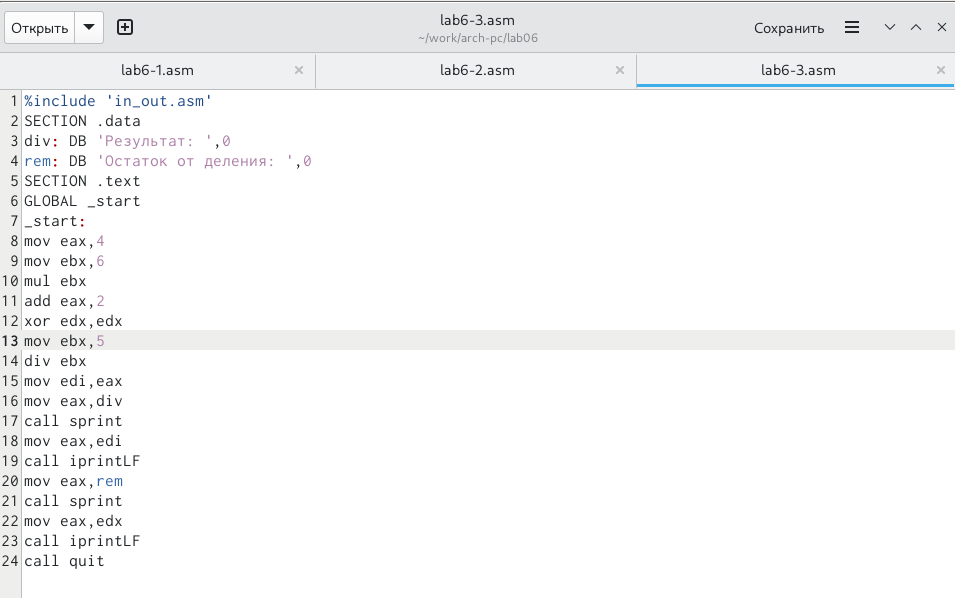 Открыть
lab6-3.asm
~/work/arch-pc/lab06
Сохранить
lab6-1.asm
lab6-2.asm
lab6-3.asm
1 %include 'in_out.asm'
2 SECTION .data
3 div: DB 'Результат: ',0
4 rem: DB 'Остаток от деления: ',0
5 SECTION .text
6 GLOBAL _start
7 _start:
8 mov eax,4
9 mov ebx,6
10 mul ebx
11 add eax,2
12 xor edx,edx
13 mov ebx,5
14 div ebx
15 mov edi,eax
16 mov eax,div
17 call sprint
18 mov eax,edi
19 call iprintLF
20 mov eax,rem
21 call sprint
22 mov eax,edx
23 call iprintLF
24 call quit